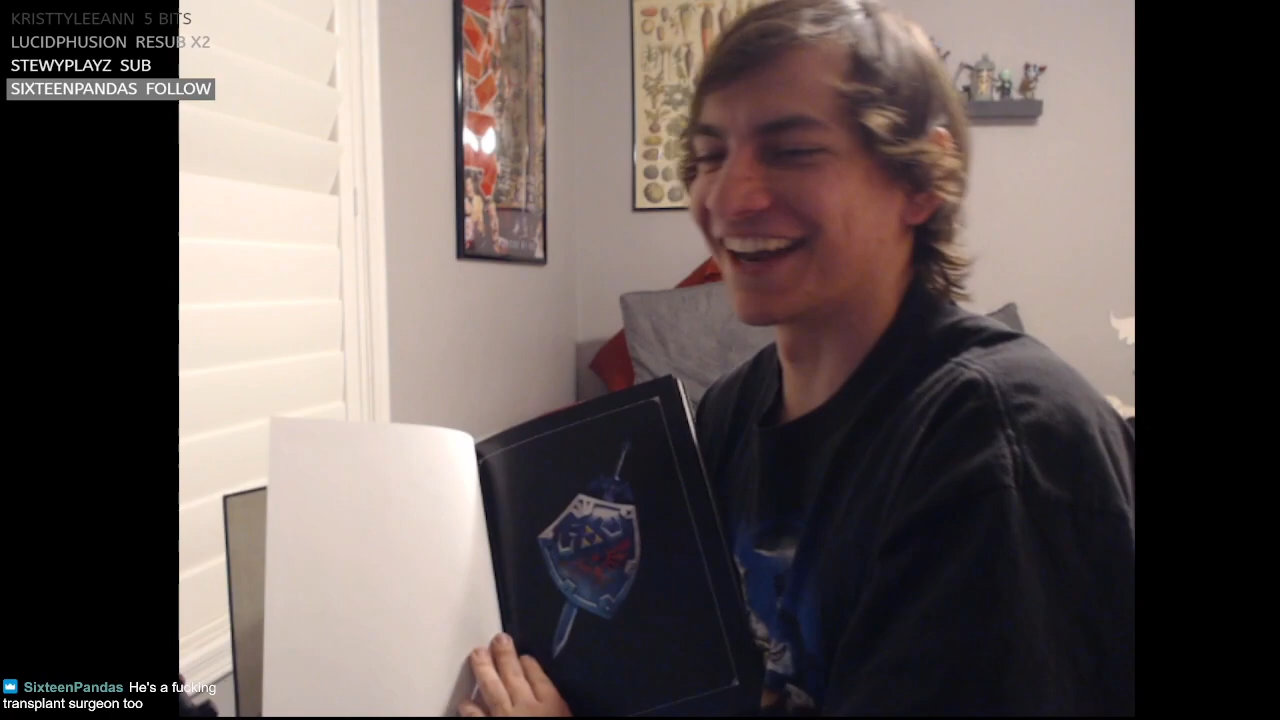 KRISTTYLEEANN 5 BITS
LUCIDPHUSION RESUB X2
STEWYPLAYZ SUB
SIXTEENPANDAS FOLLOW
SixteenPandas He's a fucking
transplant surgeon too